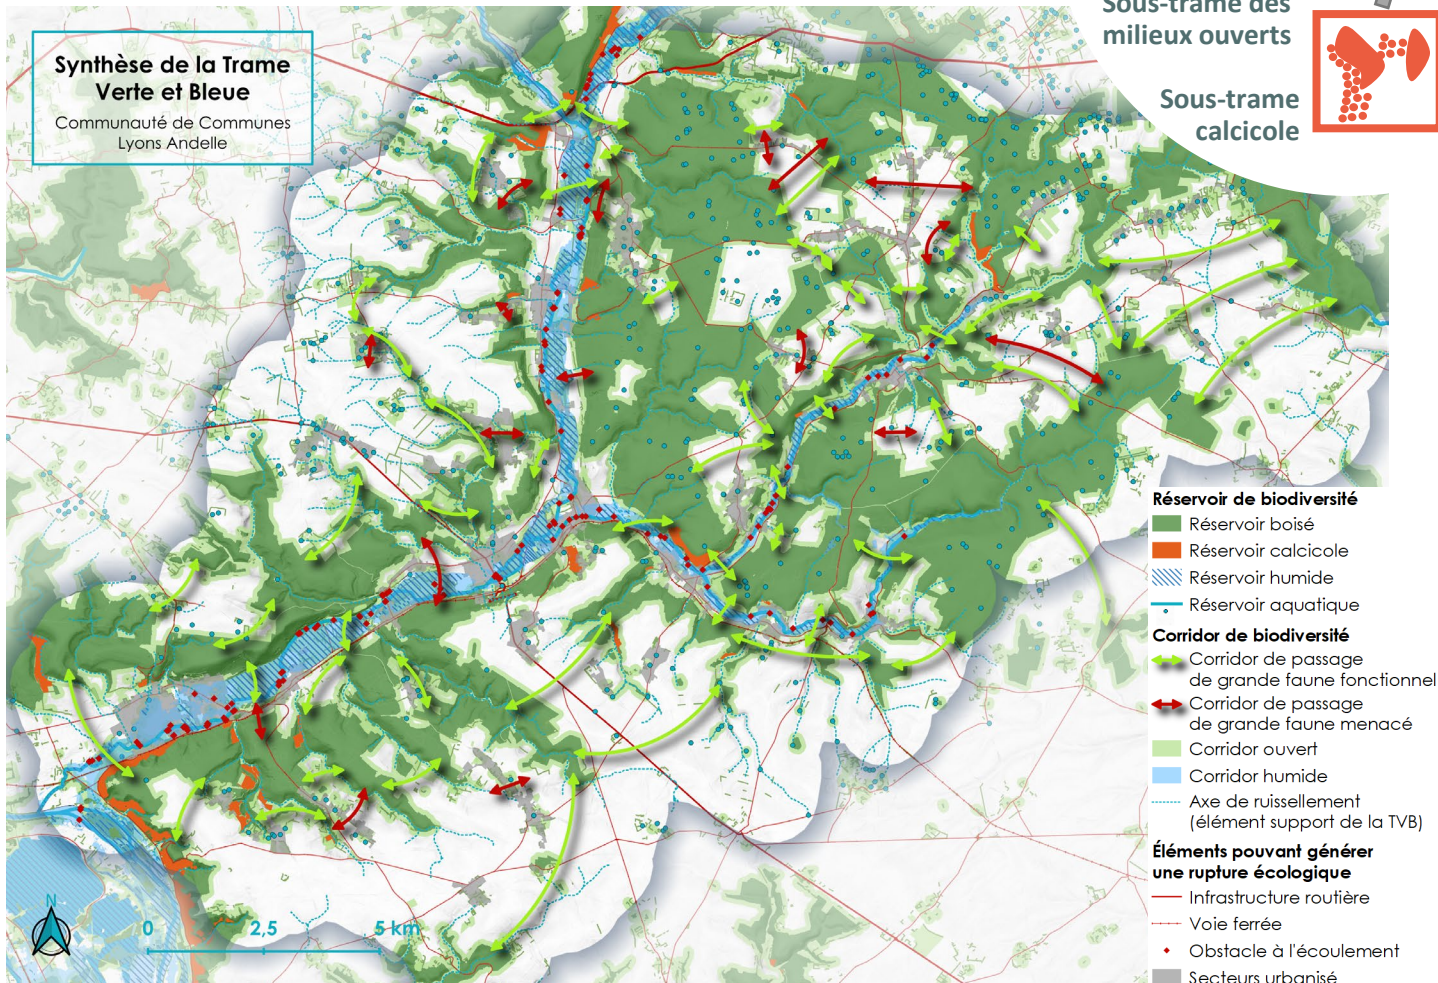 Sous-trame des
milieux ouverts
Sous-trame
calcicole
Synthèse de la Trame
Verte et Bleue
Communauté de Communes
Lyons Andelle
Réservoir de biodiversité
Réservoir boisé
Réservoir calcicole
Réservoir humide
Réservoir aquatique
Corridor de biodiversité
Corridor de passage
de grande faune fonctionnel
Corridor de passage
de grande faune menacé
Corridor ouvert
Corridor humide
Axe de ruissellement
(élément support de la TVB)
Éléments pouvant générer
une rupture écologique
Infrastructure routière
Voie ferrée
Obstacle à l'écoulement
Secteurs urbanisé
N
0 2,5 5 km